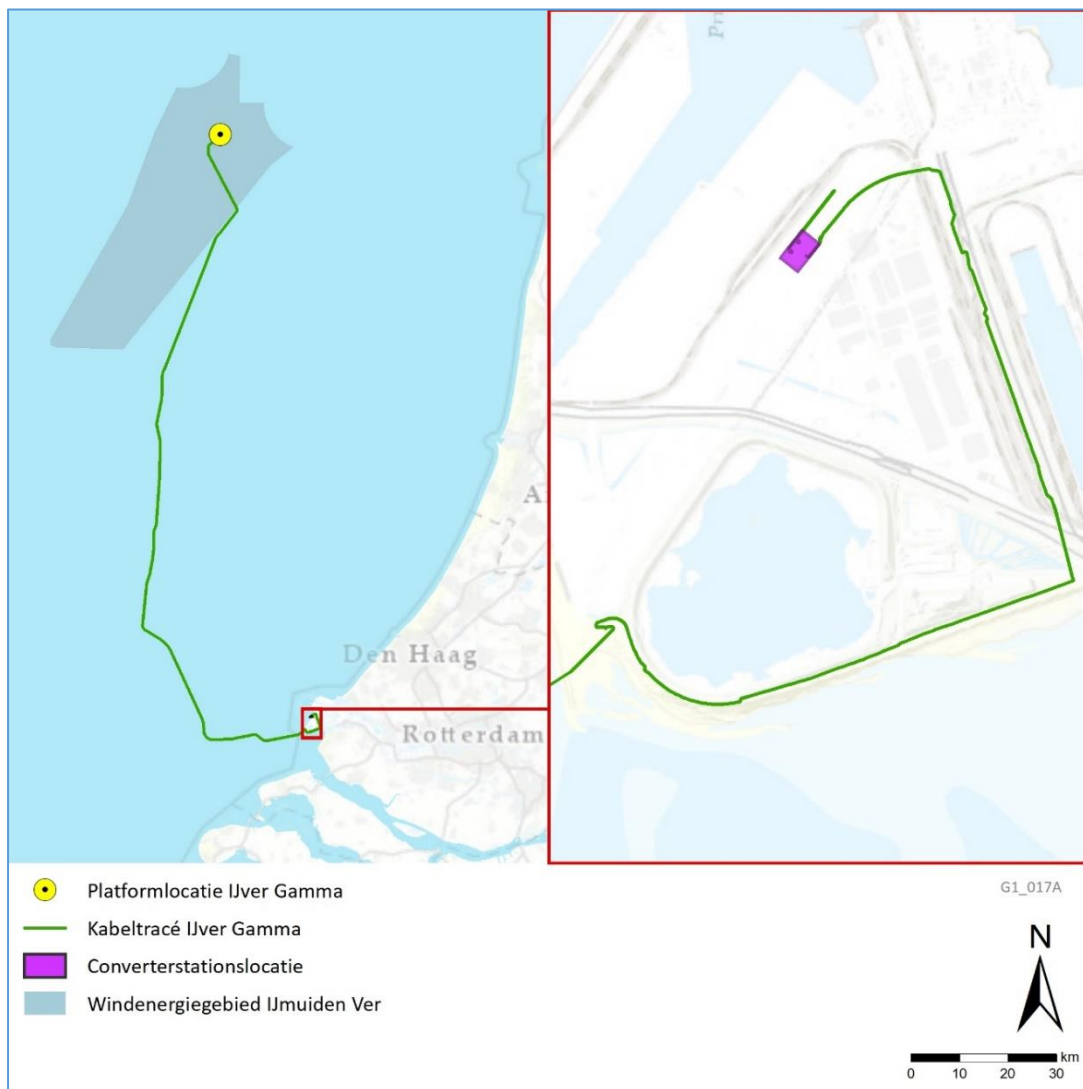 Pr
A
Den Haag
Rotterdam
Platformlocatie IJver Gamma
Kabeltracé IJver Gamma
Converterstationslocatie
Windenergiegebied IJmuiden Ver
G1_017A
N
km
0 10 20 30